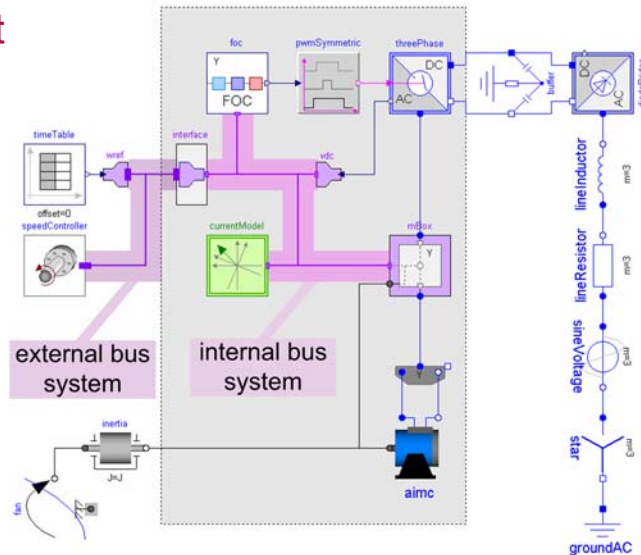 t
foc
pwmSymmetric
threePhase
Y
FOC
DC
AC
buffer
DC
AC
timeTable
wref
interface
vdc
offset=0
speedController
currentModel
mBox
Y
external bus
system
internal bus
system
Y
inertia
J=J
fan
aimc
lineInductor
m=3
lineResistor
m=3
sineVoltage
m=3
star
m=3
groundAC